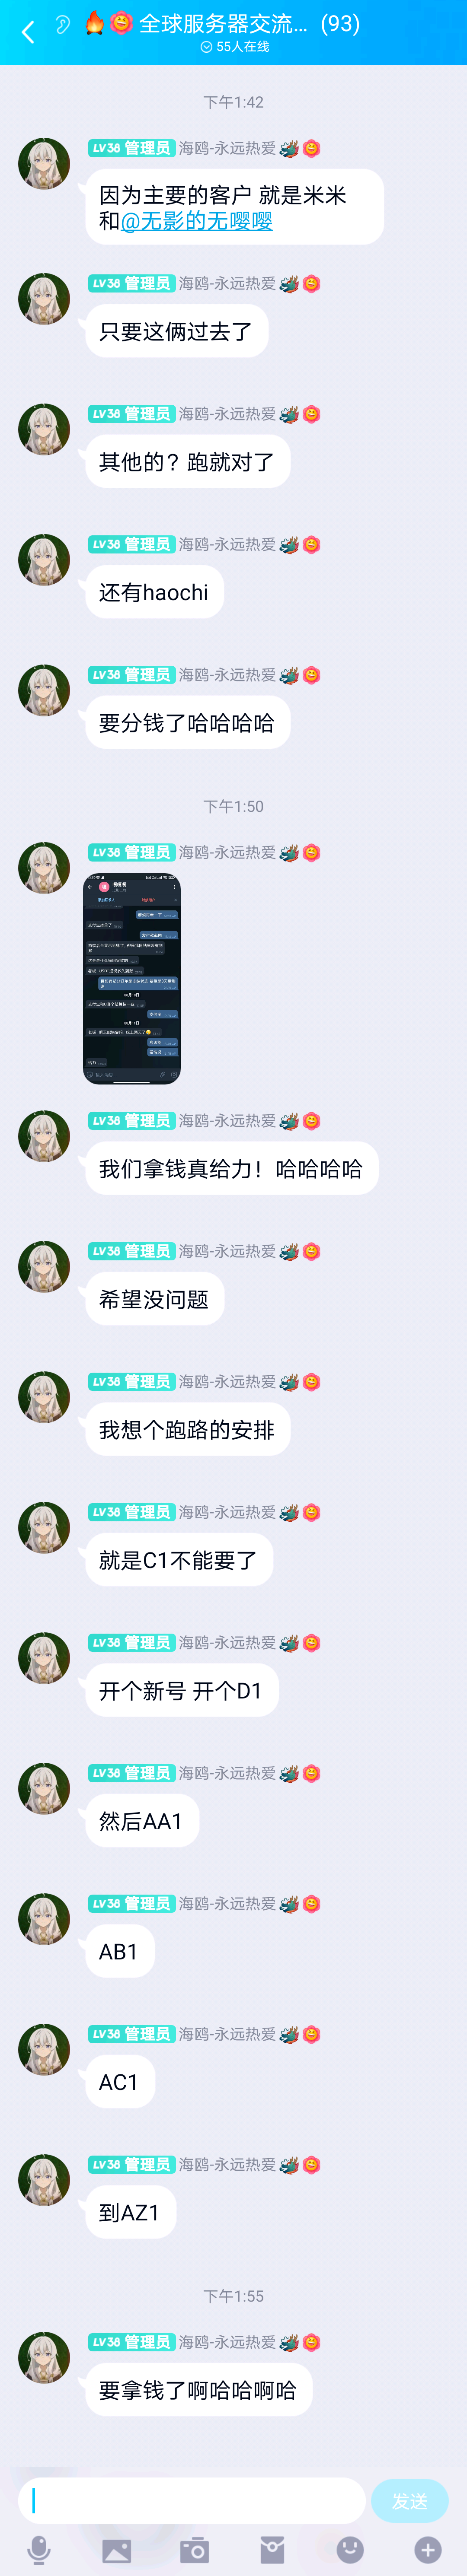 全球服务器交流... (93)
55人在线
下午1:42
LV38 管理员 海鸥-永远热爱
因为主要的客户 就是米米
和@无影的无嘤嘤
LV38 管理员 海鸥-永远热爱
只要这俩过去了
LV38 管理员 海鸥-永远热爱
其他的？跑就对了
LV38 管理员 海鸥-永远热爱
还有haochi
LV38 管理员 海鸥-永远热爱
要分钱了哈哈哈哈
下午1:50
LV38 管理员 海鸥-永远热爱
LV38 管理员 海鸥-永远热爱
我们拿钱真给力！哈哈哈哈
LV38 管理员 海鸥-永远热爱
希望没问题
LV38 管理员 海鸥-永远热爱
我想个跑路的安排
LV38 管理员 海鸥-永远热爱
就是C1不能要了
LV38 管理员 海鸥-永远热爱
开个新号 开个D1
LV38 管理员 海鸥-永远热爱
然后AA1
LV38 管理员 海鸥-永远热爱
AB1
LV38 管理员 海鸥-永远热爱
AC1
LV38 管理员 海鸥-永远热爱
到AZ1
下午1:55
LV38 管理员 海鸥-永远热爱
要拿钱了啊哈哈啊哈
发送